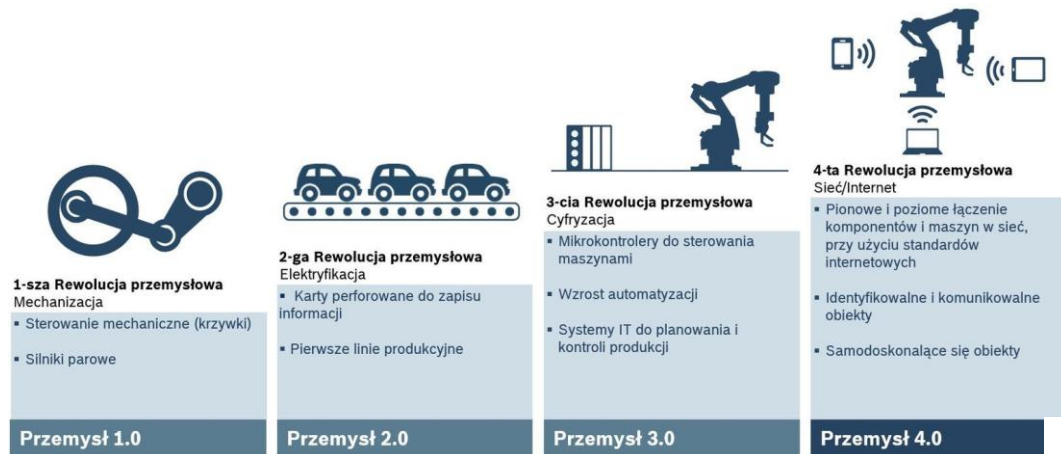 1-sza Rewolucja przemysłowa
Mechanizacja
▪ Sterowanie mechaniczne (krzywki)
▪ Silniki parowe
Przemysł 1.0
2-ga Rewolucja przemysłowa
Elektryfikacja
▪ Karty perforowane do zapisu
informacji
▪ Pierwsze linie produkcyjne
Przemysł 2.0
3-cia Rewolucja przemysłowa
Cyfryzacja
▪ Mikrokontrolery do sterowania
maszynami
▪ Wzrost automatyzacji
▪ Systemy IT do planowania i
kontroli produkcji
Przemysł 3.0
4-ta Rewolucja przemysłowa
Sieć/Internet
▪ Pionowe i poziome łączenie
komponentów i maszyn w sieć,
przy użyciu standardów
internetowych
▪ Identyfikowalne i komunikowalne
obiekty
▪ Samodoskonalące się obiekty
Przemysł 4.0